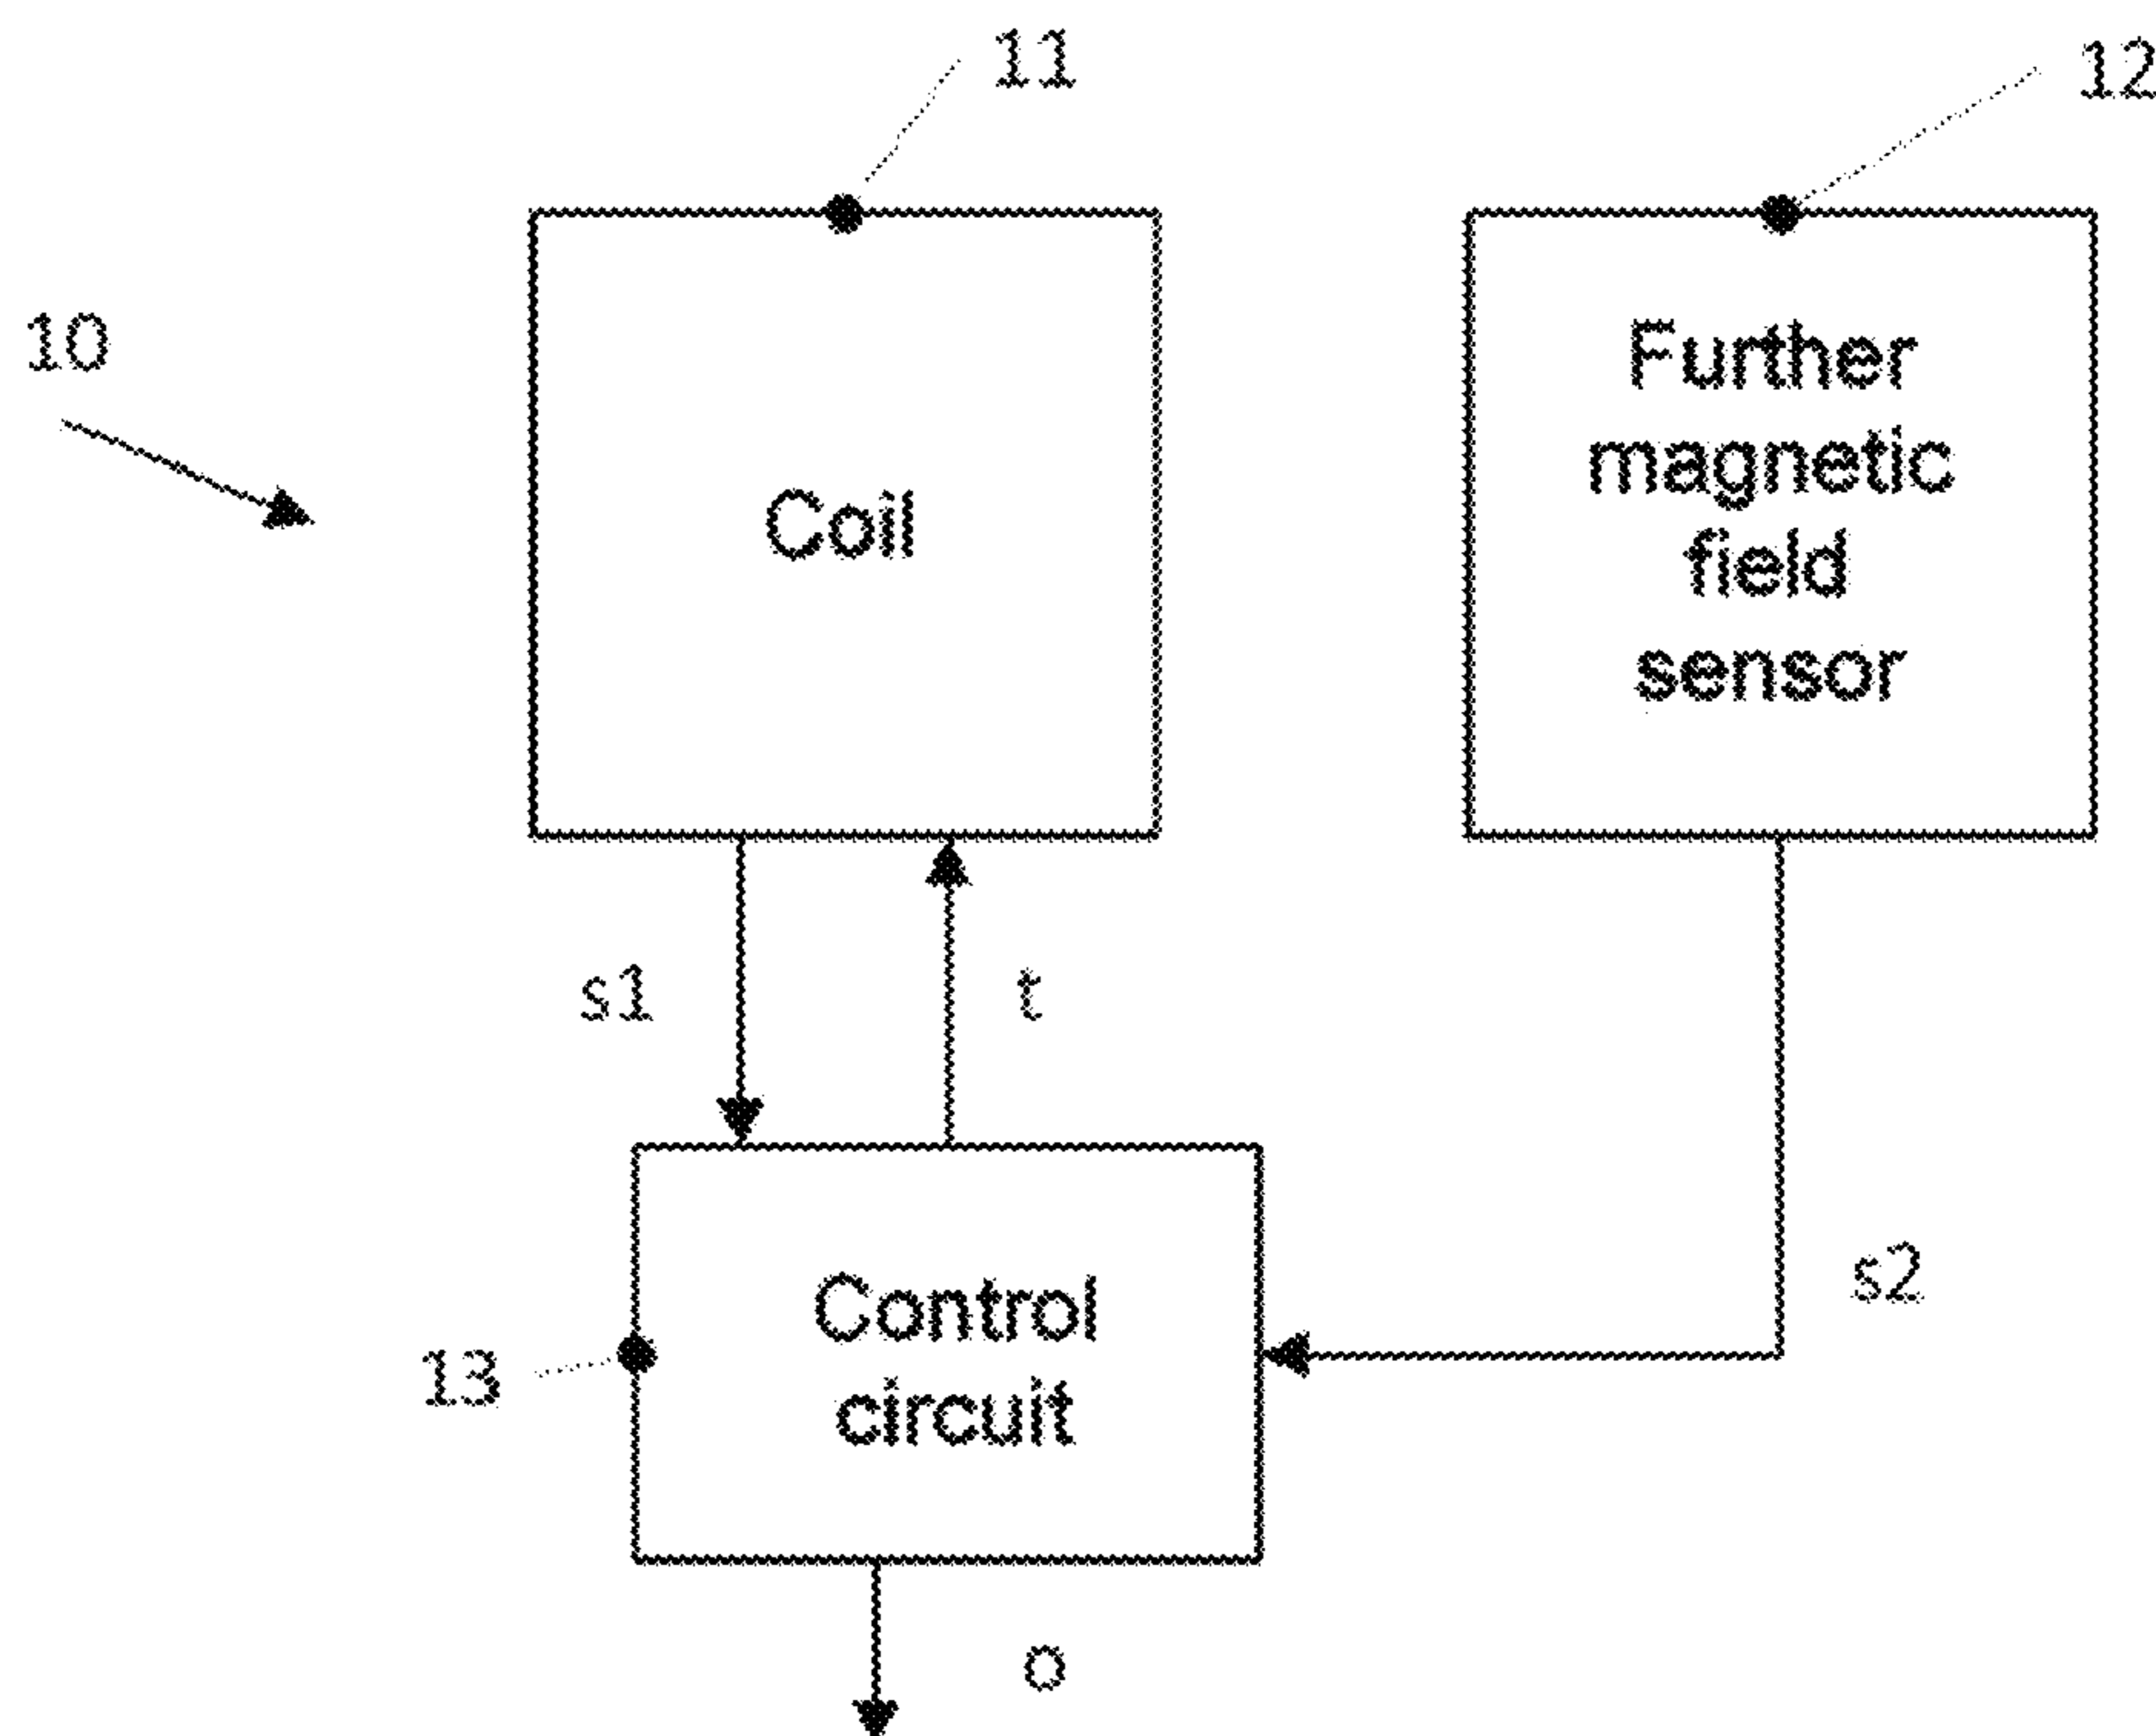 11
12
10
Coil
Further
magnetic
field
sensor
s1
t
s2
Control
circuit
13
o